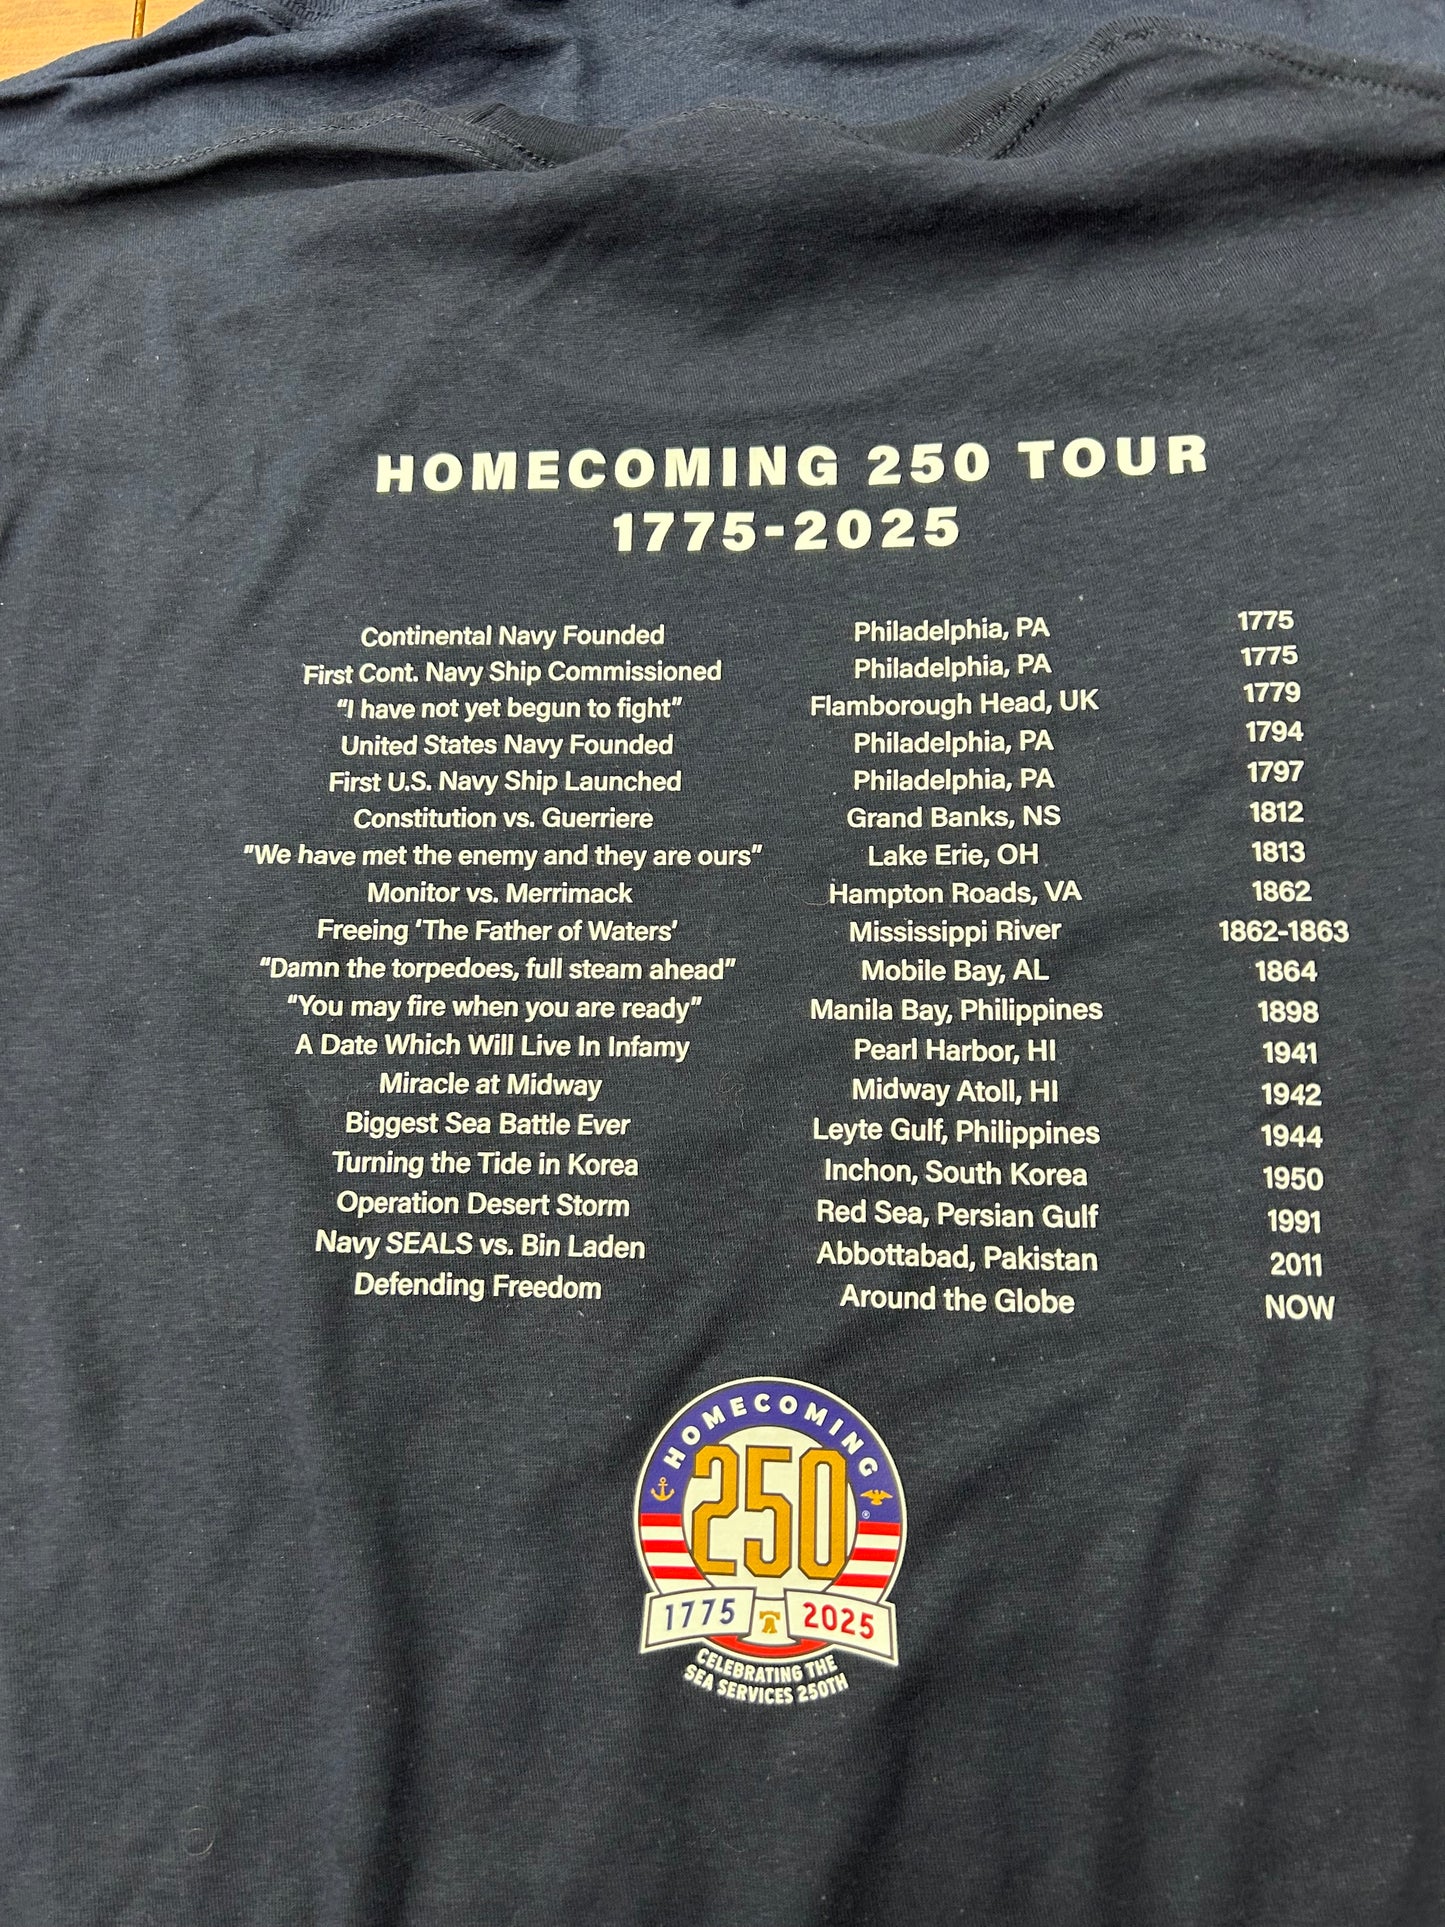 HOMECOMING 250 TOUR
1775-2025
Continental Navy Founded Philadelphia, PA 1775
First Cont. Navy Ship Commissioned Philadelphia, PA 1775
"I have not yet begun to fight" Flamborough Head, UK 1779
United States Navy Founded Philadelphia, PA 1794
First U.S. Navy Ship Launched Philadelphia, PA 1797
Constitution vs. Guerriere Grand Banks, NS 1812
"We have met the enemy and they are ours" Lake Erie, OH 1813
Monitor vs. Merrimack Hampton Roads, VA 1862
Freeing 'The Father of Waters' Mississippi River 1862-1863
"Damn the torpedoes, full steam ahead" Mobile Bay, AL 1864
"You may fire when you are ready" Manila Bay, Philippines 1898
A Date Which Will Live In Infamy Pearl Harbor, HI 1941
Miracle at Midway Midway Atoll, HI 1942
Biggest Sea Battle Ever Leyte Gulf, Philippines 1944
Turning the Tide in Korea Inchon, South Korea 1950
Operation Desert Storm Red Sea, Persian Gulf 1991
Navy SEALS vs. Bin Laden Abbottabad, Pakistan 2011
Defending Freedom Around the Globe NOW
HOMECOMING
250
®
1775 2025
CELEBRATING THE
SEA SERVICES 250TH